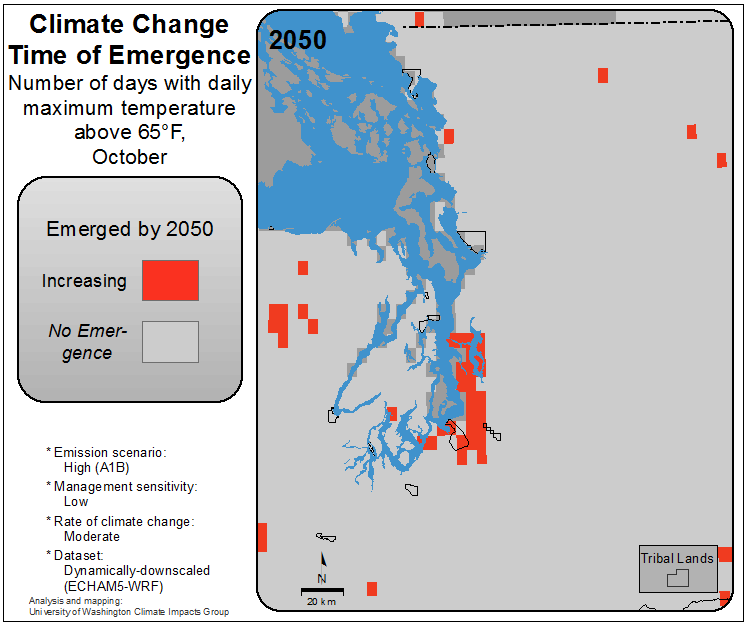 Climate Change
Time of Emergence
Number of days with daily
maximum temperature
above 65°F,
October
Emerged by 2050
Increasing
No Emer-
gence
* Emission scenario:
High (A1B)
* Management sensitivity:
Low
* Rate of climate change:
Moderate
* Dataset:
Dynamically-downscaled
(ECHAM5-WRF)
Analysis and mapping:
University of Washington Climate Impacts Group
2050
N
20 km
Tribal Lands